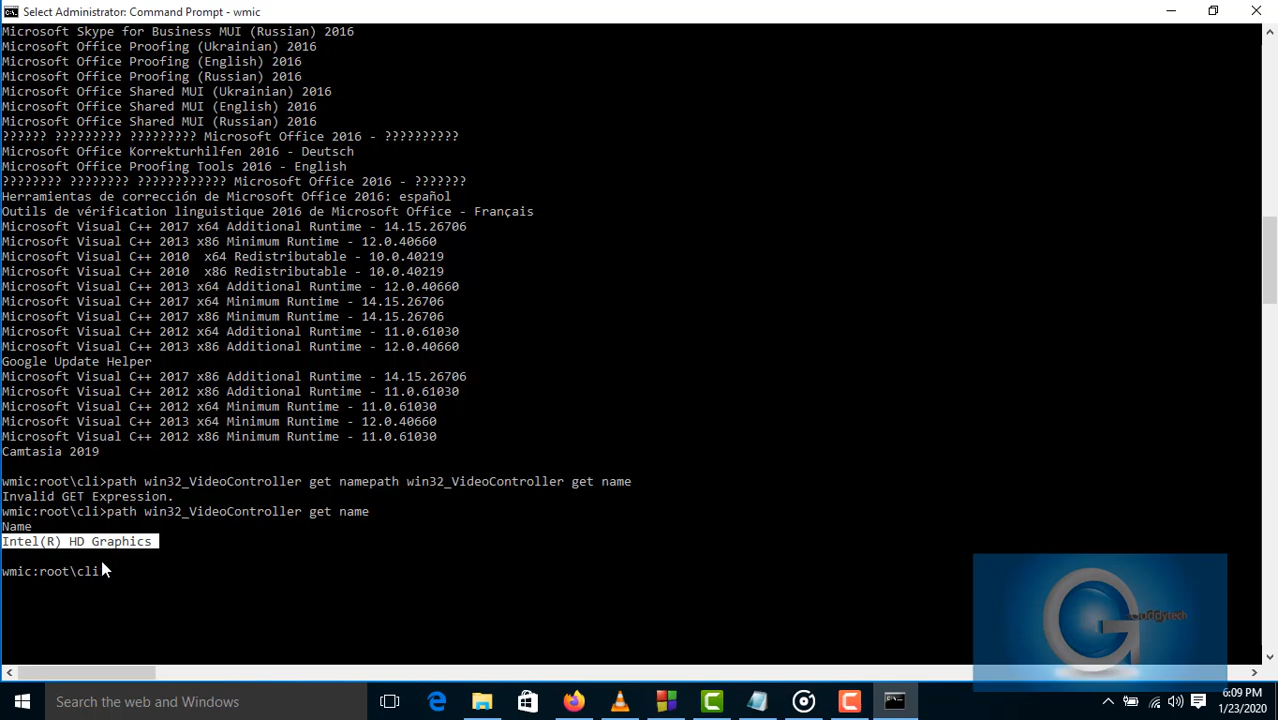 Select Administrator: Command Prompt - wmic
Microsoft Skype for Business MUI (Russian) 2016
Microsoft Office Proofing (Ukrainian) 2016
Microsoft Office Proofing (English) 2016
Microsoft Office Proofing (Russian) 2016
Microsoft Office Shared MUI (Ukrainian) 2016
Microsoft Office Shared MUI (English) 2016
Microsoft Office Shared MUI (Russian) 2016
?????? ????????? ????????? Microsoft Office 2016 - ??????????
Microsoft Office Korrekturhilfen 2016 - Deutsch
Microsoft Office Proofing Tools 2016 - English
???????? ???????? ???????????? Microsoft Office 2016 - ???????
Herramientas de corrección de Microsoft Office 2016: español
Outils de vérification linguistique 2016 de Microsoft Office - Français
Microsoft Visual C++ 2017 x64 Additional Runtime - 14.15.26706
Microsoft Visual C++ 2013 x86 Minimum Runtime - 12.0.40660
Microsoft Visual C++ 2010  x64 Redistributable - 10.0.40219
Microsoft Visual C++ 2010  x86 Redistributable - 10.0.40219
Microsoft Visual C++ 2013 x64 Additional Runtime - 12.0.40660
Microsoft Visual C++ 2017 x64 Minimum Runtime - 14.15.26706
Microsoft Visual C++ 2017 x86 Minimum Runtime - 14.15.26706
Microsoft Visual C++ 2012 x64 Additional Runtime - 11.0.61030
Microsoft Visual C++ 2013 x86 Additional Runtime - 12.0.40660
Google Update Helper
Microsoft Visual C++ 2017 x86 Additional Runtime - 14.15.26706
Microsoft Visual C++ 2012 x86 Additional Runtime - 11.0.61030
Microsoft Visual C++ 2012 x64 Minimum Runtime - 11.0.61030
Microsoft Visual C++ 2013 x64 Minimum Runtime - 12.0.40660
Microsoft Visual C++ 2012 x86 Minimum Runtime - 11.0.61030
Camtasia 2019
wmic:root\cli>path win32_VideoController get namepath win32_VideoController get name
Invalid GET Expression.
wmic:root\cli>path win32_VideoController get name
Name
Intel(R) HD Graphics
wmic:root\cli
Search the web and Windows
6:09 PM
1/23/2020